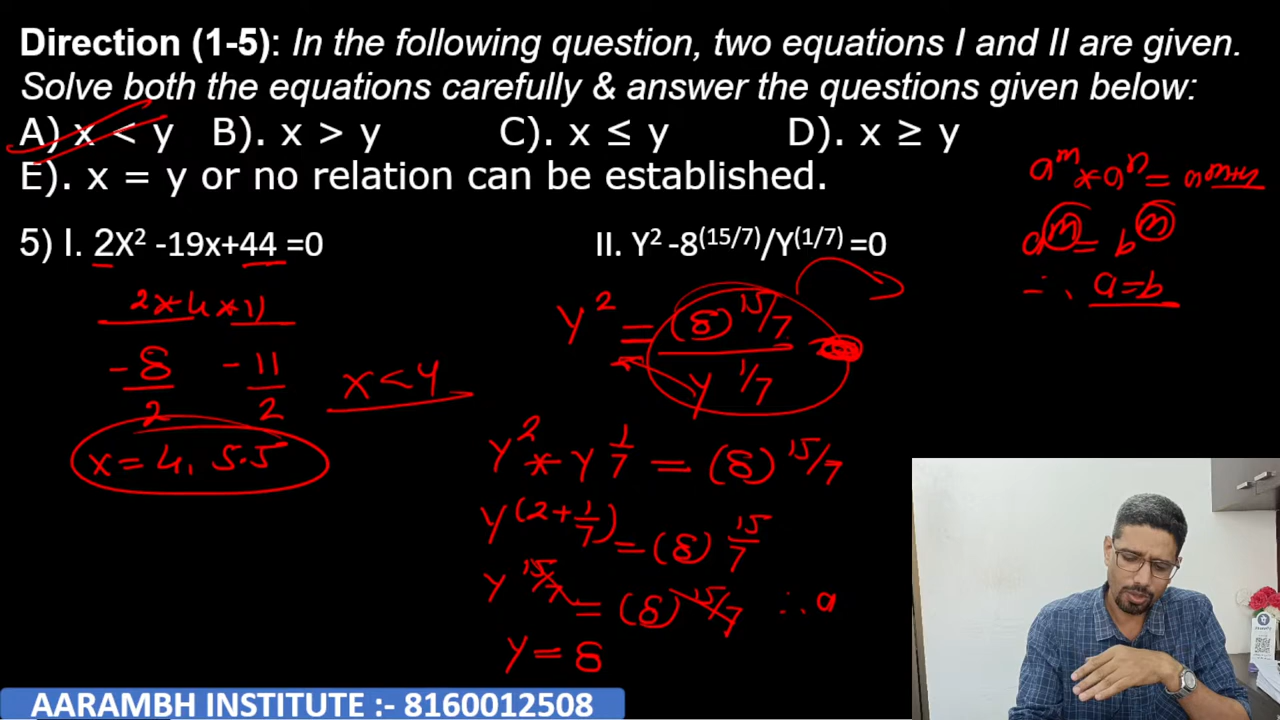 Direction (1-5): In the following question, two equations I and II are given.
Solve both the equations carefully & answer the questions given below:
A) x < y B). x > y C). x ≤ y D). x ≥ y
E). x = y or no relation can be established.
a^m * a^n = a^(m+n)
a^m = b^m
∴ a=b
5) I. 2X² -19x+44 =0
2*4*11
-8/2 -11/2
x = 4, 5.5
x < y
II. Y² -8^(15/7)/Y^(1/7) =0
y² = (8)^15/7 / y^1/7
y² * y^1/7 = (8)^15/7
y^(2+1/7) = (8)^15/7
y^15/7 = (8)^15/7 ∴ a
y = 8
AARAMBH INSTITUTE :- 8160012508